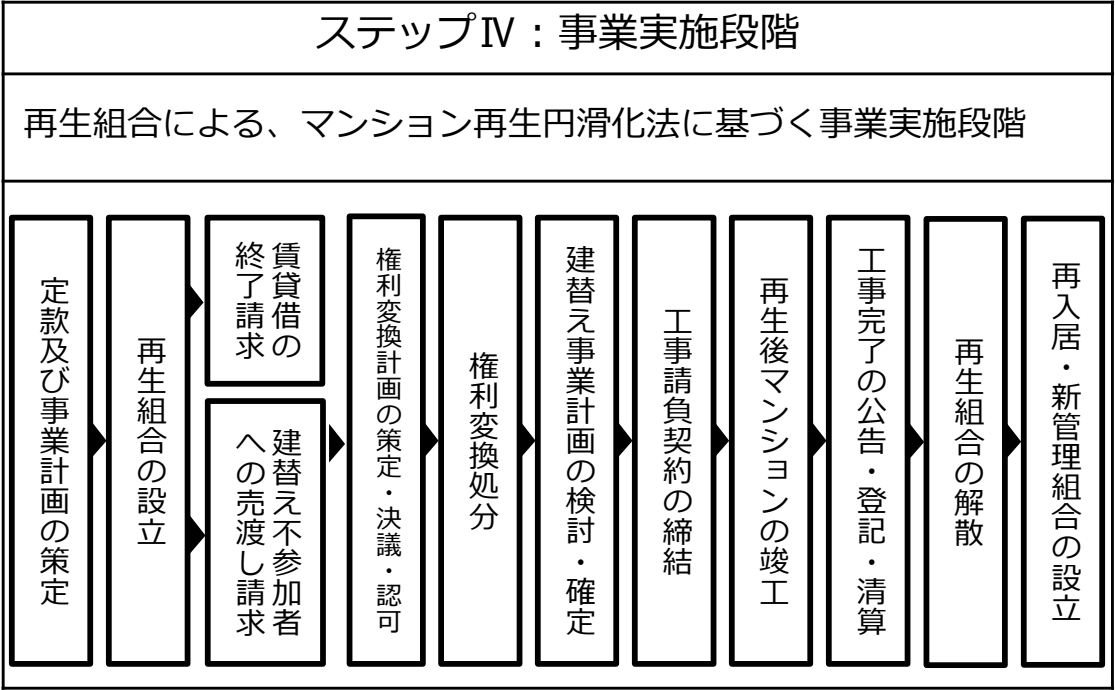 ステップⅣ：事業実施段階
再生組合による、マンション再生円滑化法に基づく事業実施段階
定款及び事業計画の策定
再生組合の設立
賃貸借の
終了請求
建替え不参加者
への売渡し請求
権利変換計画の策定・決議・認可
権利変換処分
建替え事業計画の検討・確定
工事請負契約の締結
再生後マンションの竣工
工事完了の公告・登記・清算
再生組合の解散
再入居・新管理組合の設立